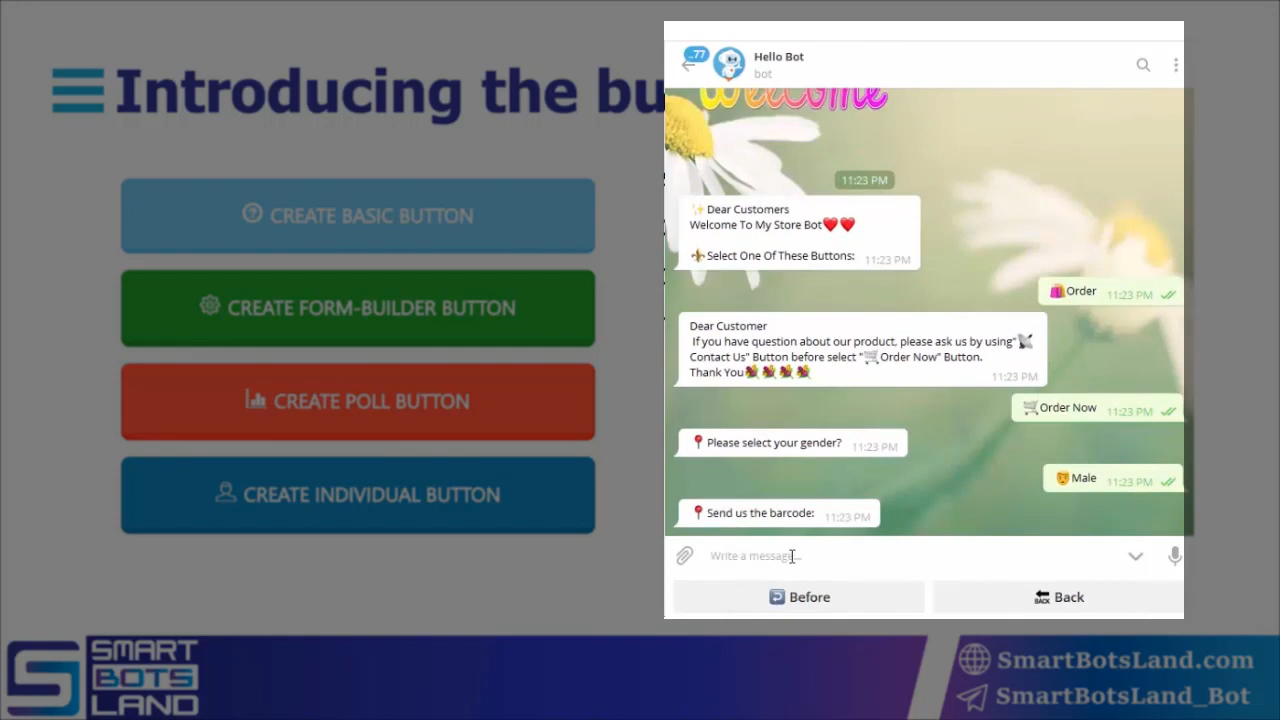 Introducing the bu
CREATE BASIC BUTTON
CREATE FORM-BUILDER BUTTON
CREATE POLL BUTTON
CREATE INDIVIDUAL BUTTON
..77
Hello Bot
bot
Welcome
11:23 PM
✨Dear Customers
Welcome To My Store Bot❤️❤️
⚜️Select One Of These Buttons:
11:23 PM
🛍Order
11:23 PM
Dear Customer
If you have question about our product, please ask us by using"📡
Contact Us" Button before select "🛒Order Now" Button.
Thank You💐💐💐💐
11:23 PM
🛒Order Now
11:23 PM
📍Please select your gender?
11:23 PM
👨Male
11:23 PM
📍Send us the barcode:
11:23 PM
Write a message...
Before
BACK Back
SMART
BOTS
LAND
SmartBotsLand.com
SmartBotsLand_Bot